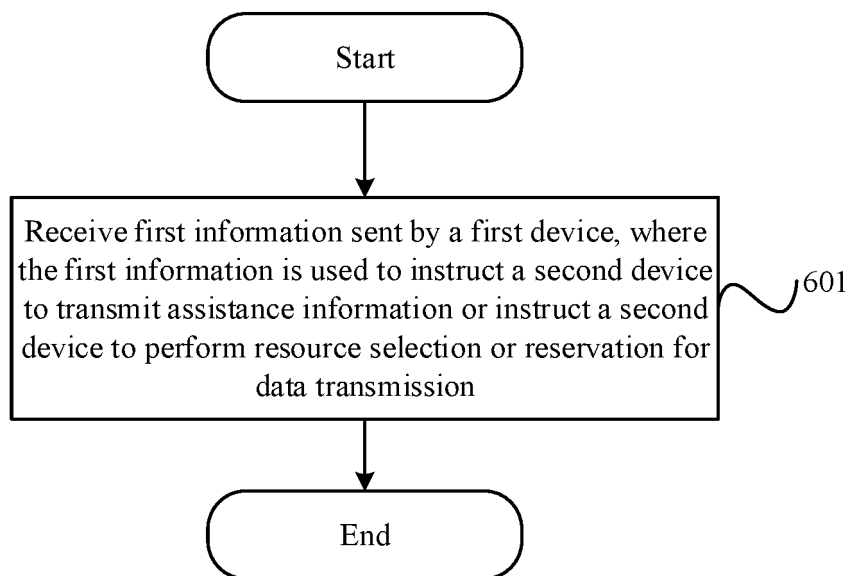 Start
Receive first information sent by a first device, where
the first information is used to instruct a second device
to transmit assistance information or instruct a second
device to perform resource selection or reservation for
data transmission
601
End